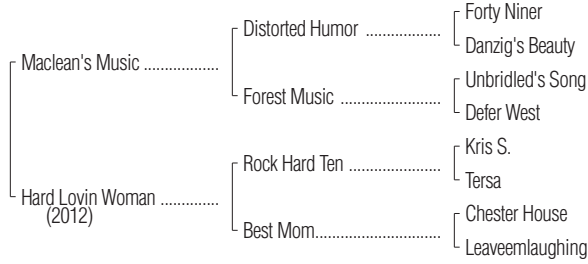 Forty Niner
Distorted Humor ..................
Danzig's Beauty
Maclean's Music ..................
Unbridled's Song
Forest Music ........................
Defer West
Kris S.
Rock Hard Ten ......................
Tersa
Hard Lovin Woman ..............
(2012)
Chester House
Best Mom..............................
Leaveemlaughing